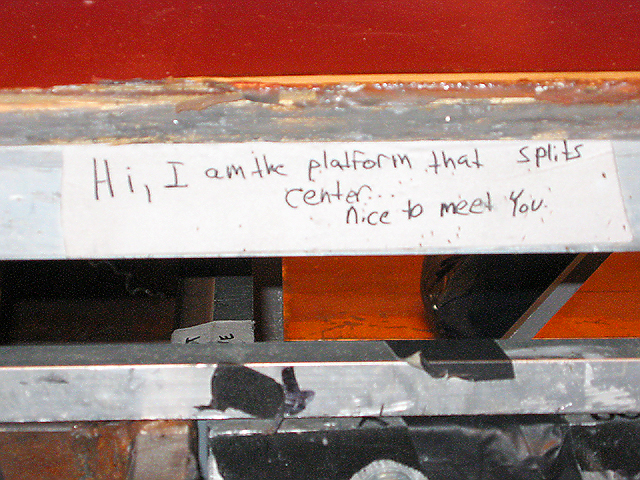 Hi, I am the platform that splits
center...
Nice to meet You.